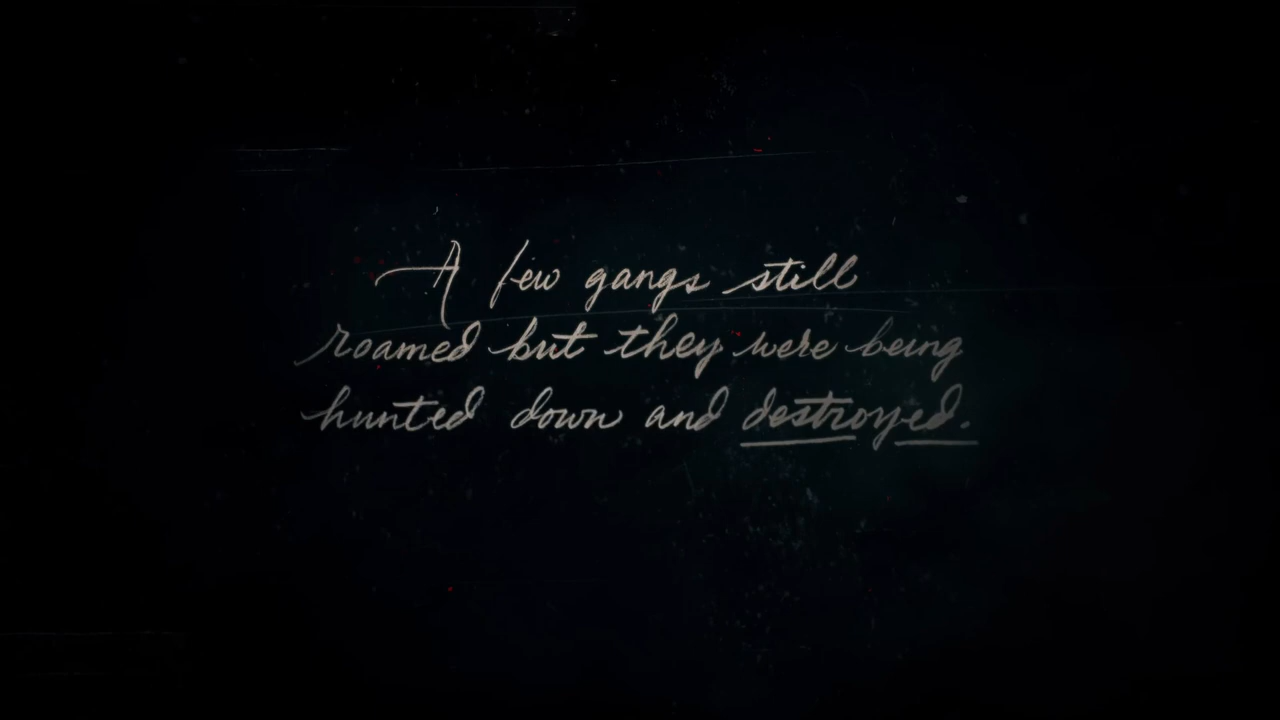 A few gangs still
roamed but they were being
hunted down and destroyed.